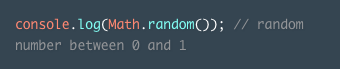 console.log(Math.random()); // random
number between 0 and 1